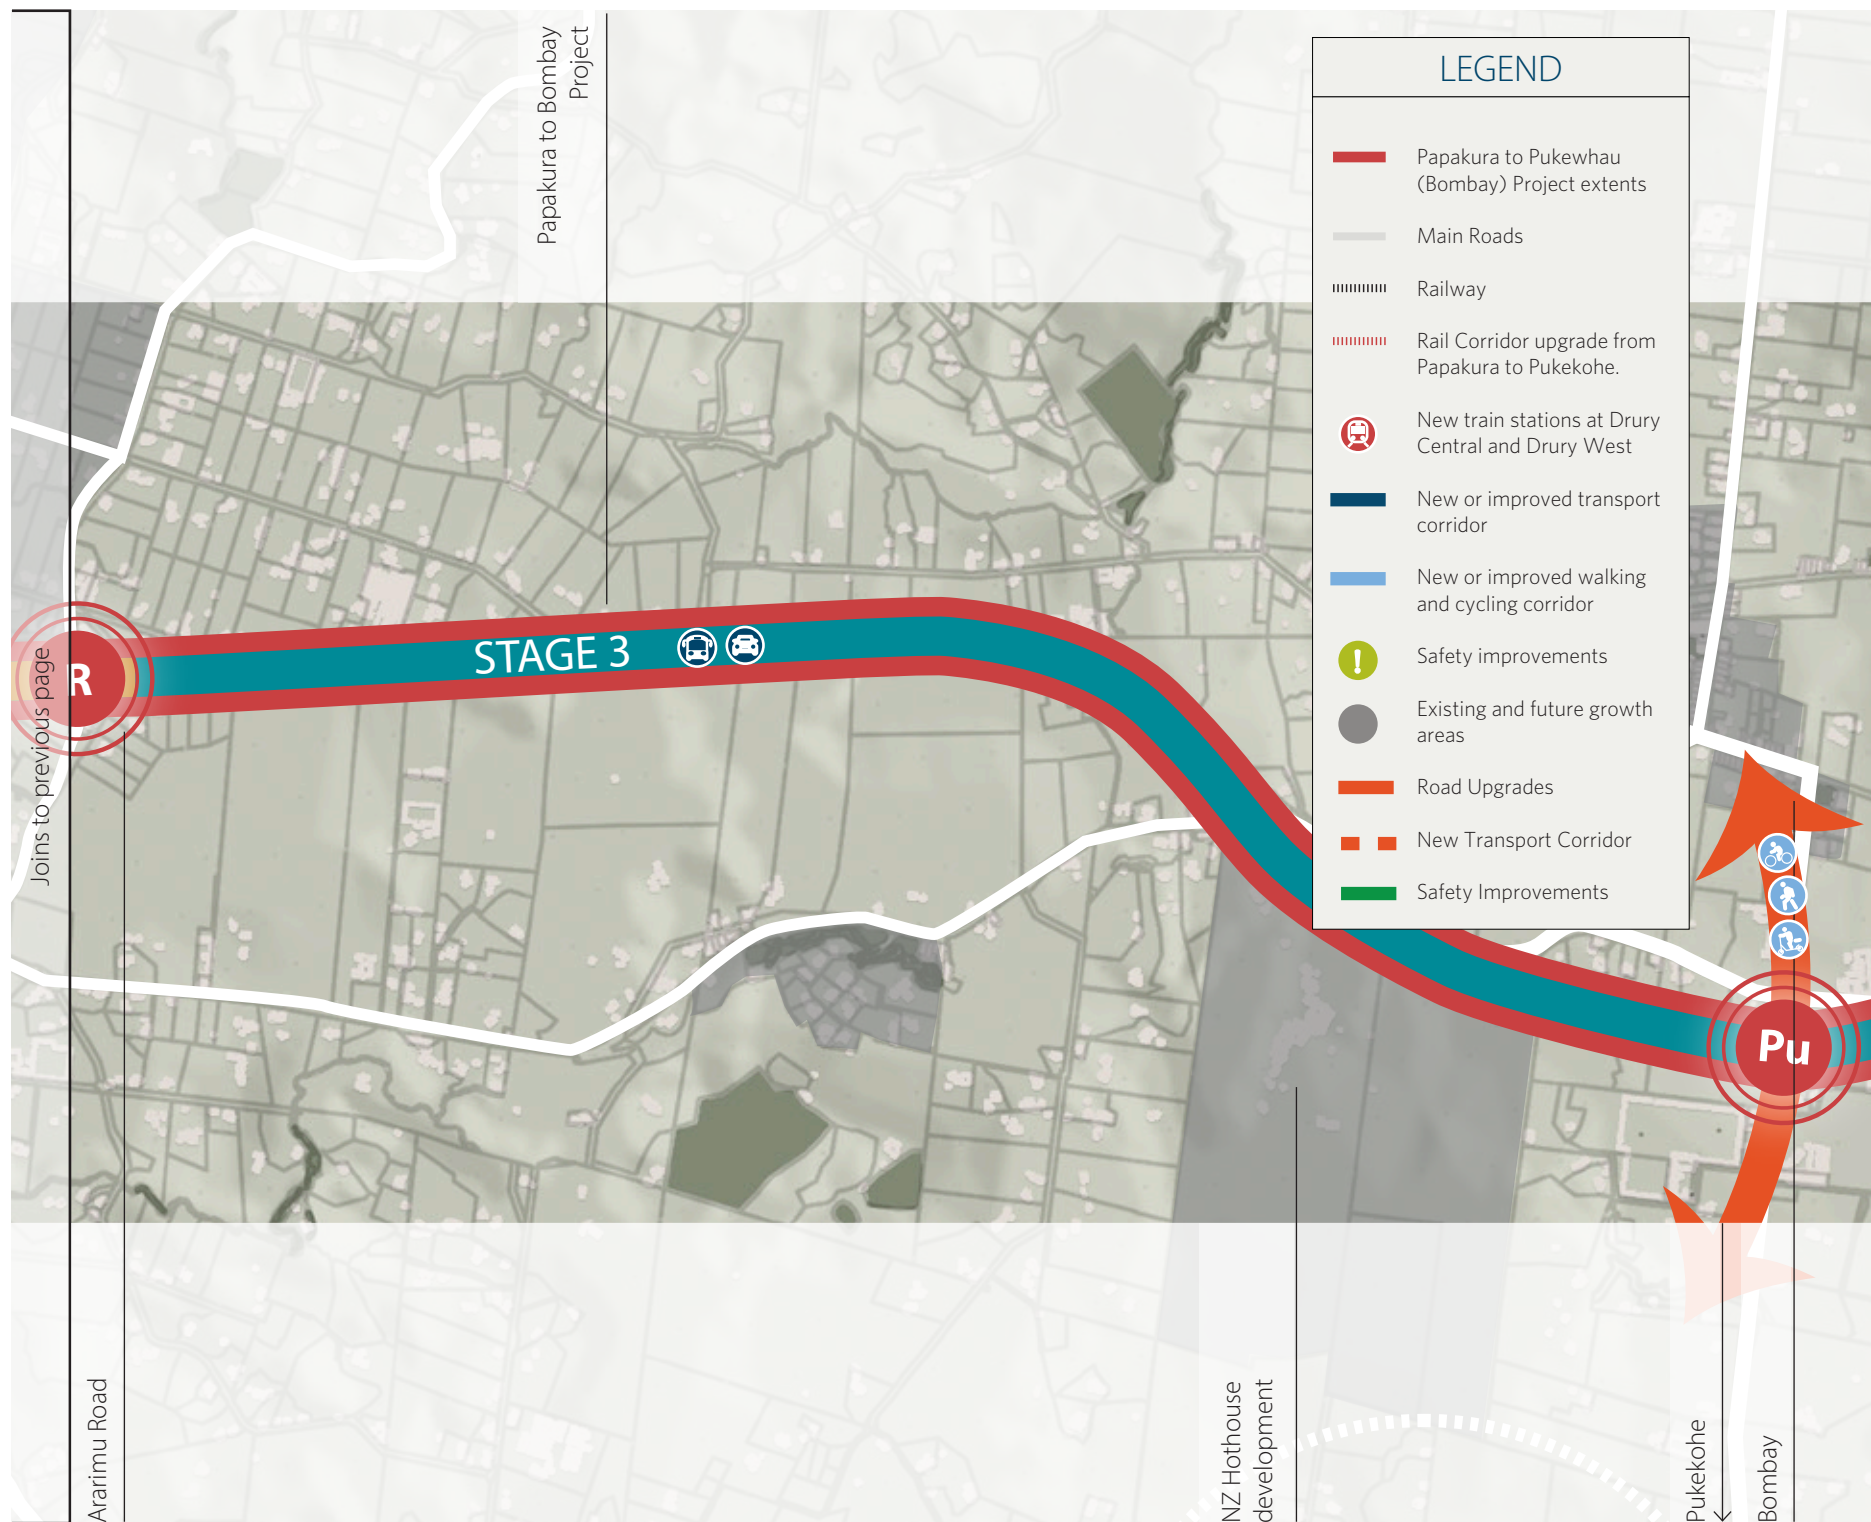 Papakura to Bombay
Project
LEGEND
Papakura to Pukewhau
(Bombay) Project extents
Main Roads
Railway
Rail Corridor upgrade from
Papakura to Pukekohe.
New train stations at Drury
Central and Drury West
New or improved transport
corridor
New or improved walking
and cycling corridor
Safety improvements
Existing and future growth
areas
Road Upgrades
New Transport Corridor
Safety Improvements
STAGE 3
R
Joins to previous page
Pu
Ararimu Road
NZ Hothouse
development
Pukekohe
Bombay